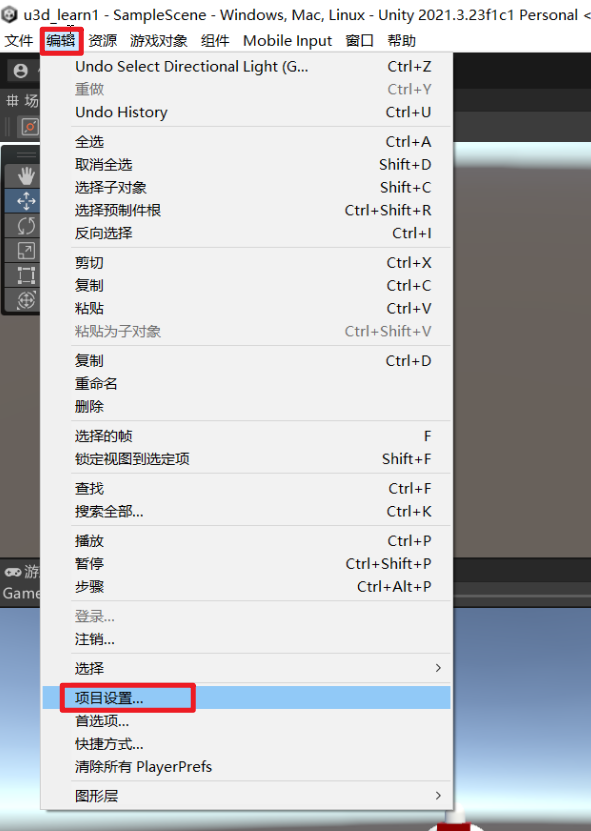 u3d_learn1 - SampleScene - Windows, Mac, Linux - Unity 2021.3.23f1c1 Personal <
文件 编辑 资源 游戏对象 组件 Mobile Input 窗口 帮助
Undo Select Directional Light (G... Ctrl+Z
重做 Ctrl+Y
Undo History Ctrl+U
场
全选 Ctrl+A
取消全选 Shift+D
选择子对象 Shift+C
选择预制件根 Ctrl+Shift+R
反向选择 Ctrl+I
剪切 Ctrl+X
复制 Ctrl+C
粘贴 Ctrl+V
粘贴为子对象 Ctrl+Shift+V
复制 Ctrl+D
重命名
删除
选择的帧 F
锁定视图到选定项 Shift+F
查找 Ctrl+F
搜索全部... Ctrl+K
播放 Ctrl+P
暂停 Ctrl+Shift+P
步骤 Ctrl+Alt+P
游
Game
登录...
注销...
选择
项目设置...
首选项...
快捷方式...
清除所有 PlayerPrefs
图形层